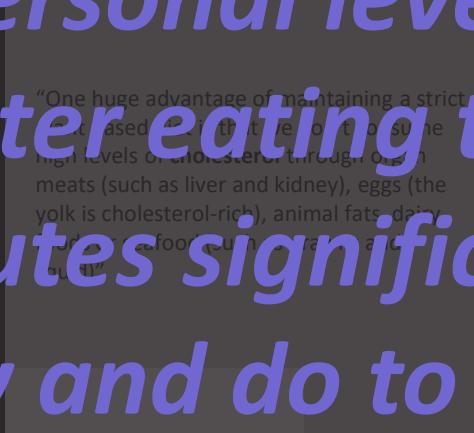 ersonal leve
“One huge advantage of maintaining a strict
ter eating t
high levels of cholesterol through organ
meats (such as liver and kidney), eggs (the
yolk is cholesterol-rich), animal fats, dairy
utes signific
and do to